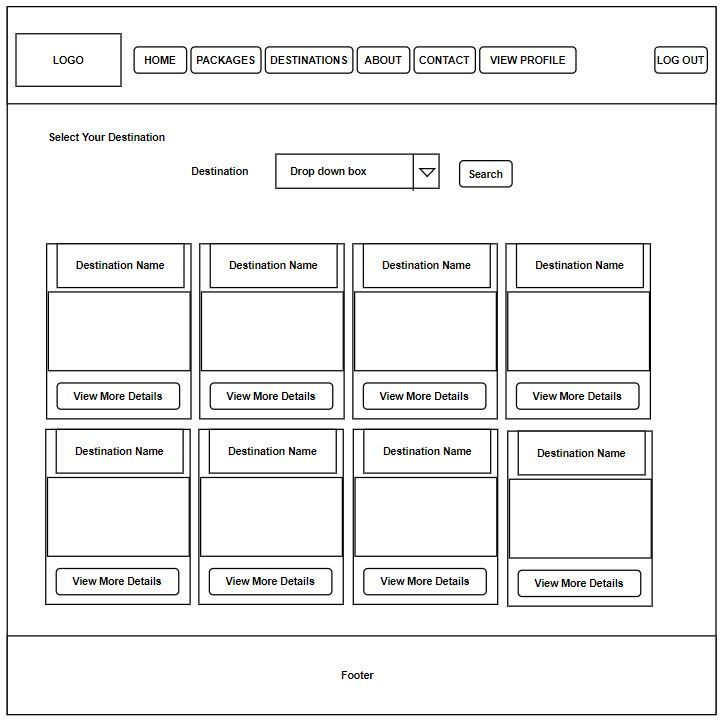 LOGO
HOME
PACKAGES
DESTINATIONS
ABOUT
CONTACT
VIEW PROFILE
LOG OUT
Select Your Destination
Destination
Drop down box
Search
Destination Name
Destination Name
Destination Name
Destination Name
View More Details
View More Details
View More Details
View More Details
Destination Name
Destination Name
Destination Name
Destination Name
View More Details
View More Details
View More Details
View More Details
Footer